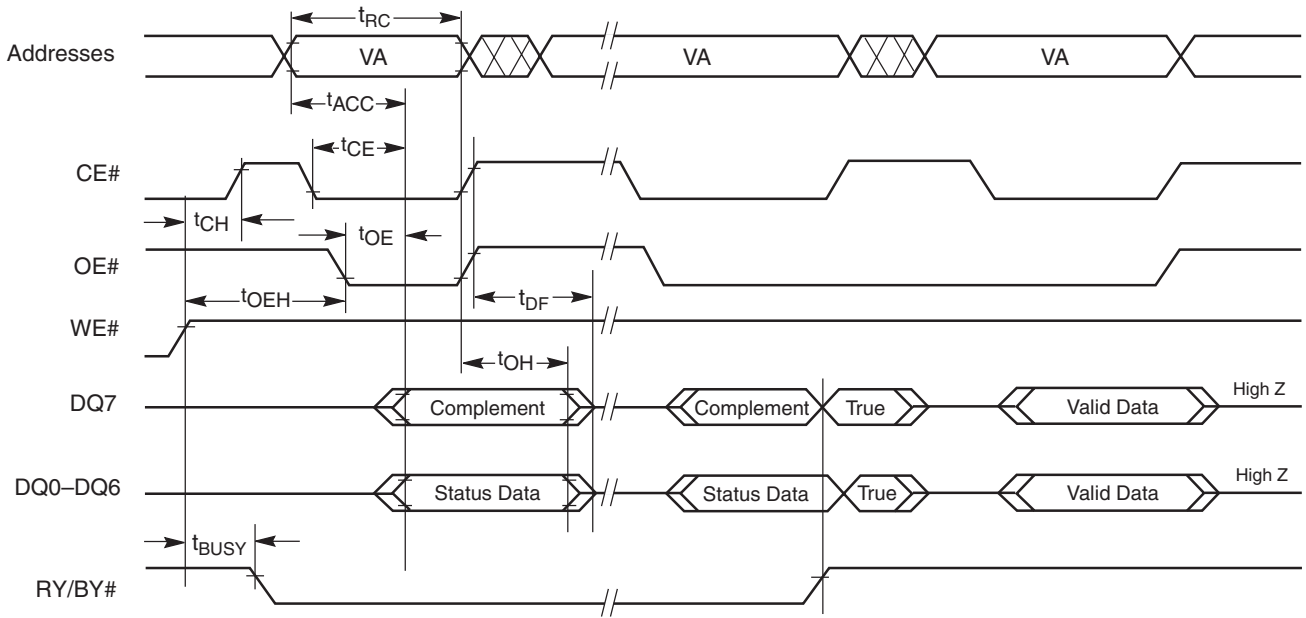 tRC
Addresses VA VA VA
tACC
tCE
CE#
tCH
tOE
OE#
tOEH
tDF
WE#
tOH
DQ7 Complement Complement True Valid Data High Z
DQ0–DQ6 Status Data Status Data True Valid Data High Z
tBUSY
RY/BY#